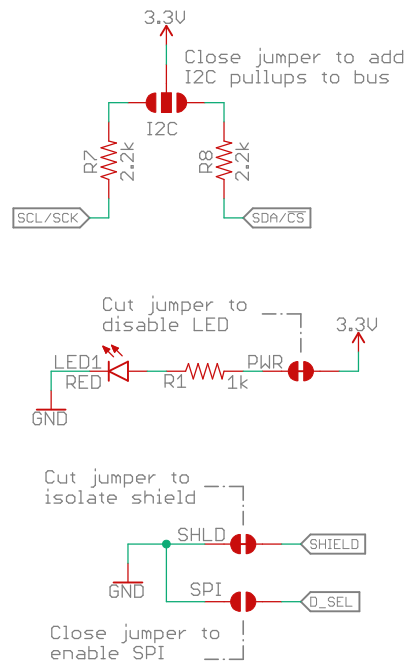 3.3V
Close jumper to add
I2C pullups to bus
I2C
R7
2.2k
R8
2.2k
SCL/SCK
SDA/CS
Cut jumper to
disable LED
3.3V
LED1
RED
R1
1k
PWR
GND
Cut jumper to
isolate shield
SHLD
SHIELD
GND
SPI
D_SEL
Close jumper to
enable SPI